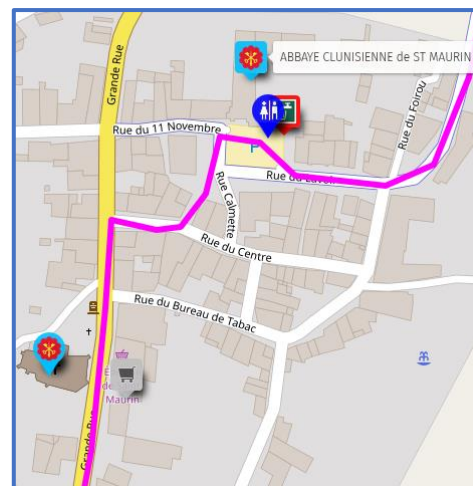 Grande Rue
ABBAYE CLUNISIENNE de ST MAURIN
Rue du Foirou
Rue du 11 Novembre
P
Rue du Lavoir
Rue Calmette
Rue du Centre
Rue du Bureau de Tabac
Maurin
Grande Rue